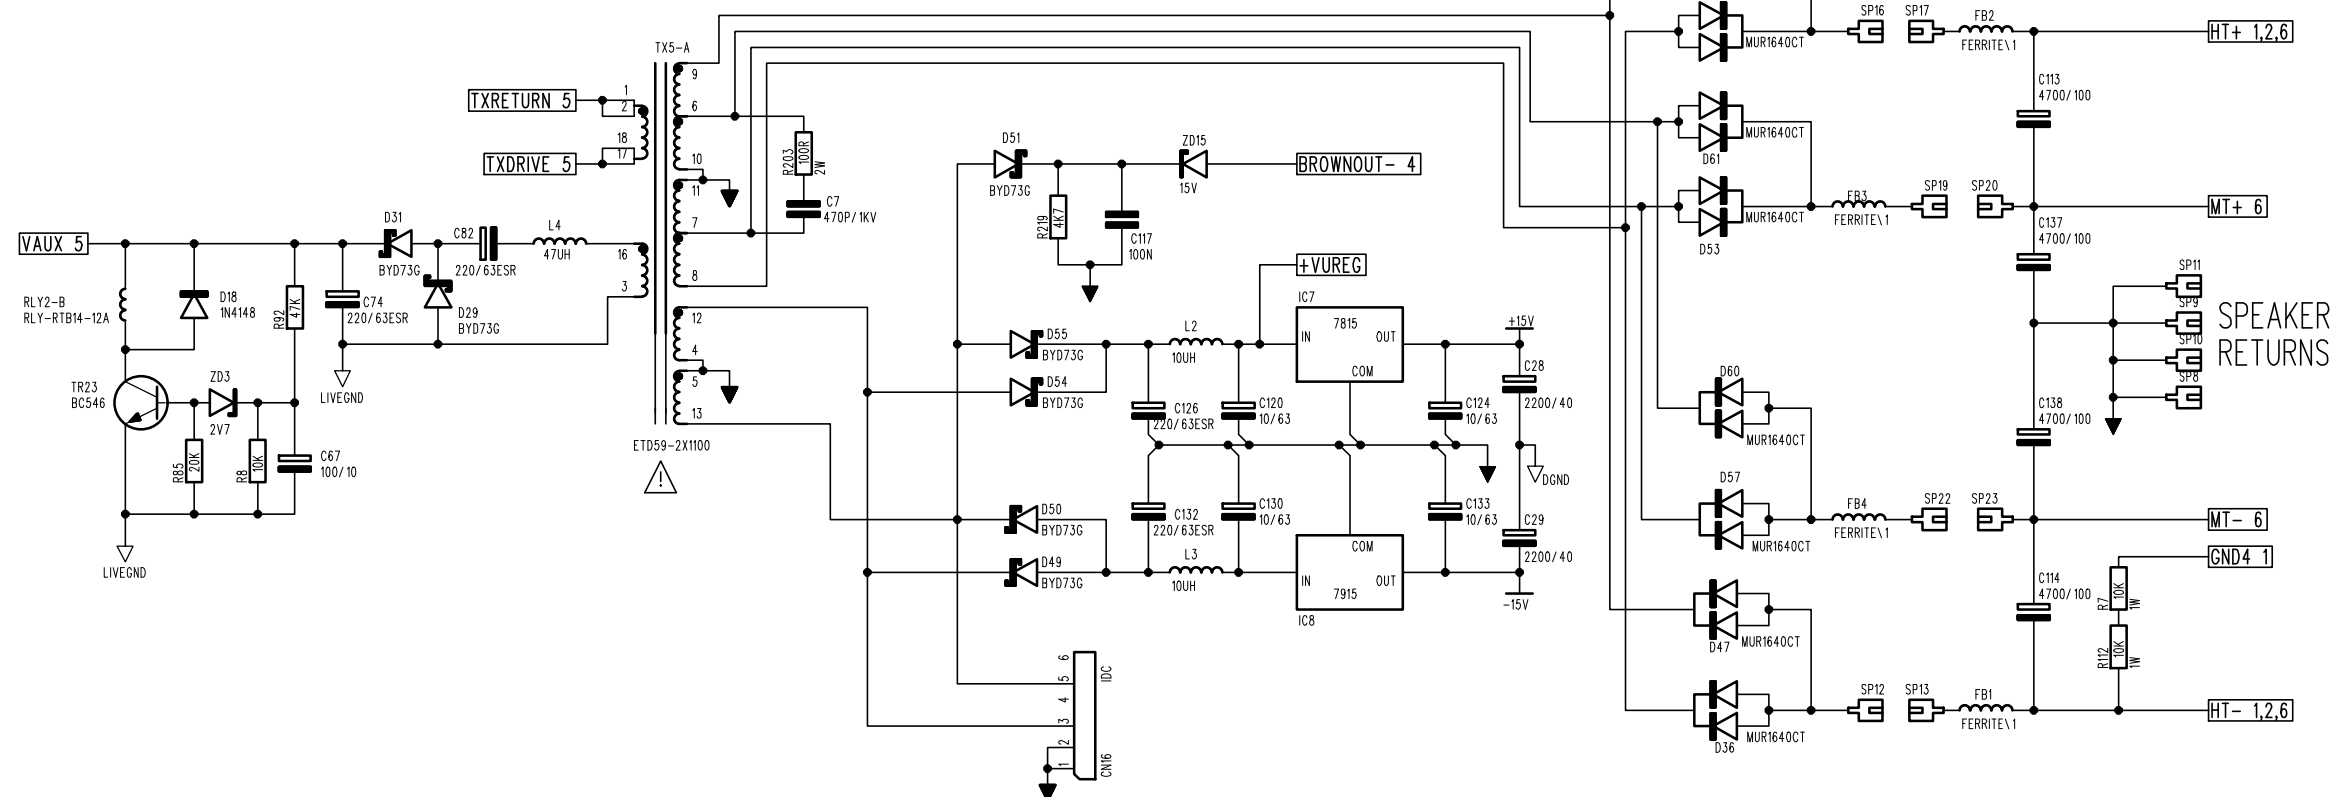 SP16
SP17
FB2
MUR1640CT
FERRITE\1
HT+ 1,2,6
TX5-A
9
6
10
11
7
8
12
4
5
13
1
2
18
17
16
3
TXRETURN 5
TXDRIVE 5
R203
100R
2W
C7
470P/1KV
D51
BYD73G
ZD15
15V
BROWNOUT- 4
R219
4K7
C117
100N
MUR1640CT
D61
MUR1640CT
D53
FB3
FERRITE\1
SP19
SP20
MT+ 6
C113
4700/100
C137
4700/100
VAUX 5
D31
BYD73G
C82
220/63ESR
L4
47UH
RLY2-B
RLY-RTB14-12A
D18
1N4148
R92
47K
C74
220/63ESR
D29
BYD73G
LIVEGND
TR23
BC546
ZD3
2V7
R85
20K
R8
10K
C67
100/10
LIVEGND
ETD59-2X1100
!
+VUREG
IC7
7815
IN
OUT
COM
+15V
D55
BYD73G
D54
BYD73G
L2
10UH
C126
220/63ESR
C120
10/63
C124
10/63
C28
2200/40
DGND
D50
BYD73G
D49
BYD73G
C132
220/63ESR
C130
10/63
C133
10/63
C29
2200/40
L3
10UH
COM
IN
OUT
7915
IC8
-15V
SP11
SP9
SP10
SP8
SPEAKER
RETURNS
D60
MUR1640CT
C138
4700/100
D57
MUR1640CT
FB4
FERRITE\1
SP22
SP23
MT- 6
GND4 1
C114
4700/100
R7
10K
1W
R112
10K
1W
D47
MUR1640CT
D36
MUR1640CT
SP12
SP13
FB1
FERRITE\1
HT- 1,2,6
6
5
4
3
2
1
IDC
CN16